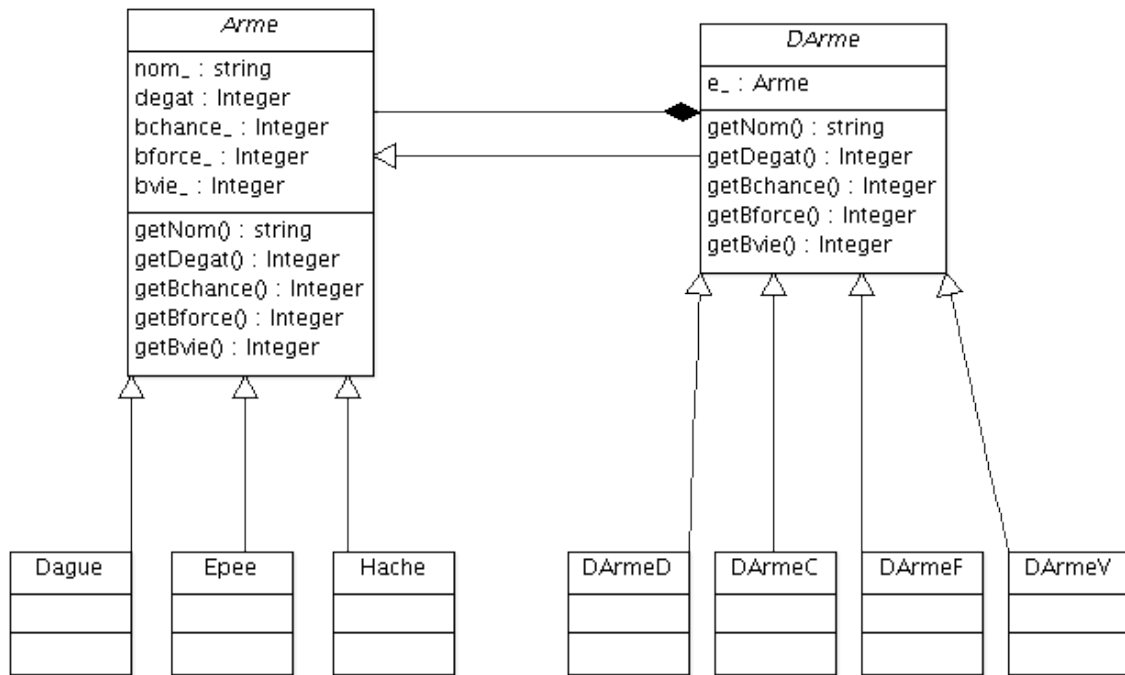 Arme
nom_ : string
degat : Integer
bchance_ : Integer
bforce_ : Integer
bvie_ : Integer
getNom() : string
getDegat() : Integer
getBchance() : Integer
getBforce() : Integer
getBvie() : Integer
DArme
e_ : Arme
getNom() : string
getDegat() : Integer
getBchance() : Integer
getBforce() : Integer
getBvie() : Integer
Dague
Epee
Hache
DArmeD
DArmeC
DArmeF
DArmeV